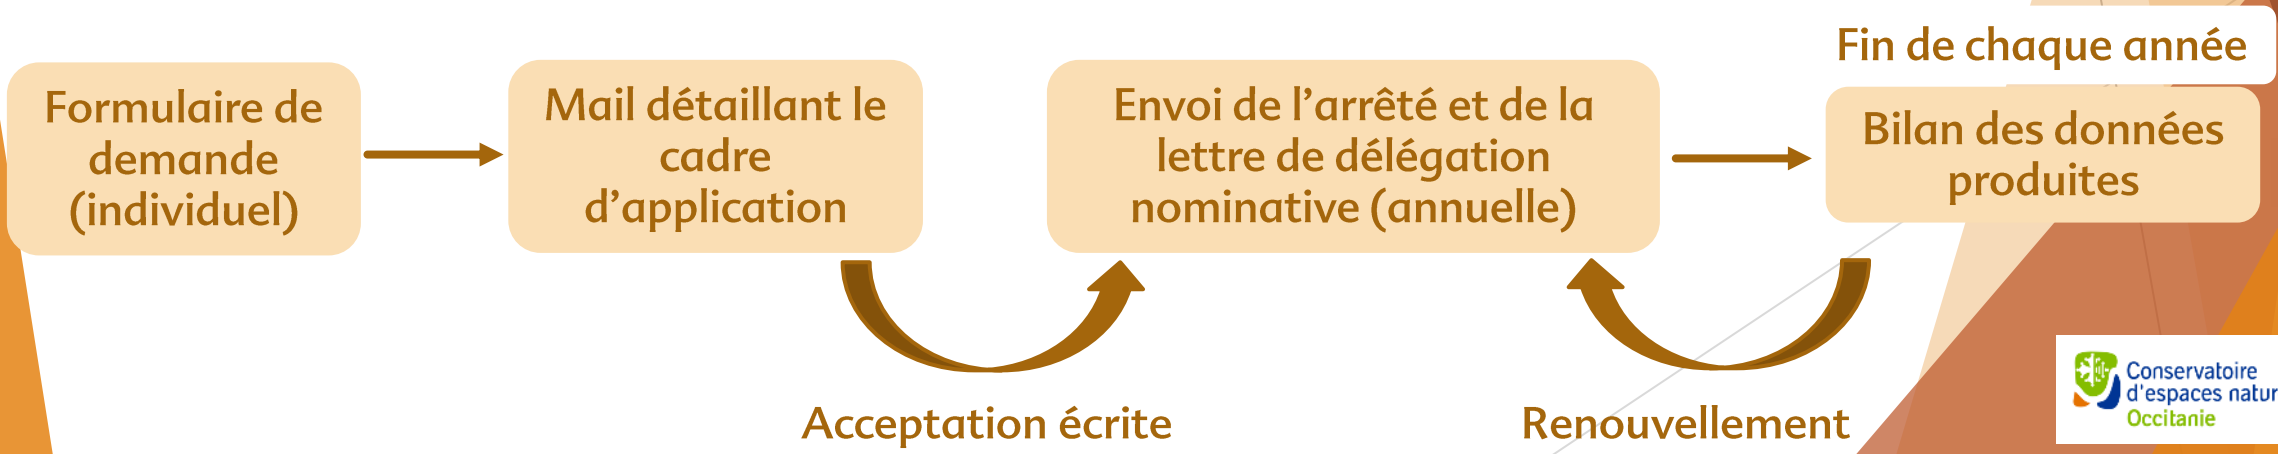 Formulaire de
demande
(individuel)
Mail détaillant le
cadre
d’application
Acceptation écrite
Envoi de l’arrêté et de la
lettre de délégation
nominative (annuelle)
Fin de chaque année
Bilan des données
produites
Renouvellement
Conservatoire
d'espaces natur
Occitanie